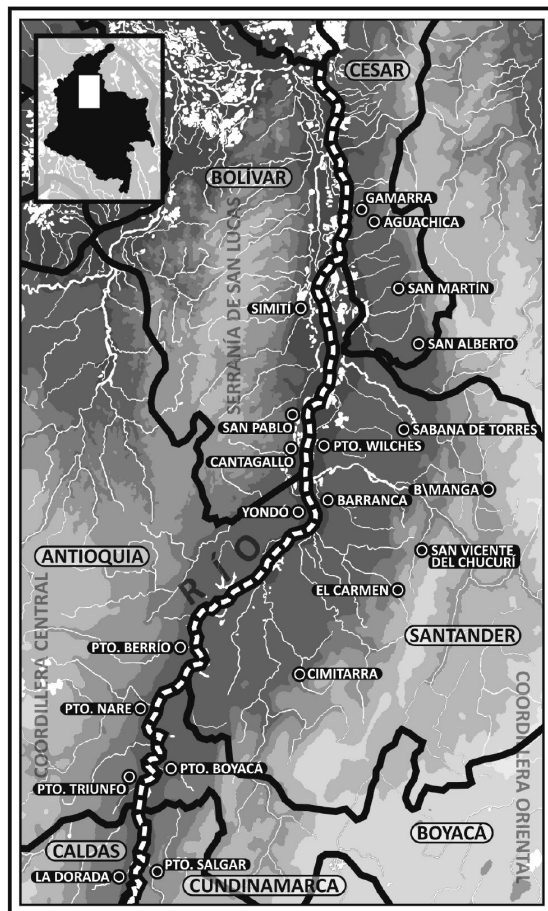 CESAR
BOLÍVAR
GAMARRA
AGUACHICA
SERRANÍA DE SAN LUCAS
SAN MARTÍN
SIMITÍ
SAN ALBERTO
SAN PABLO
SABANA DE TORRES
PTO. WILCHES
CANTAGALLO
B\MANGA
BARRANCA
YONDÓ
RÍO
ANTIOQUIA
SAN VICENTE
DEL CHUCURÍ
EL CARMEN
SANTANDER
PTO. BERRÍO
CIMITARRA
COORDILLERA CENTRAL
COORDILLERA ORIENTAL
PTO. NARE
PTO. BOYACÁ
PTO. TRIUNFO
BOYACÁ
CALDAS
PTO. SALGAR
LA DORADA
CUNDINAMARCA